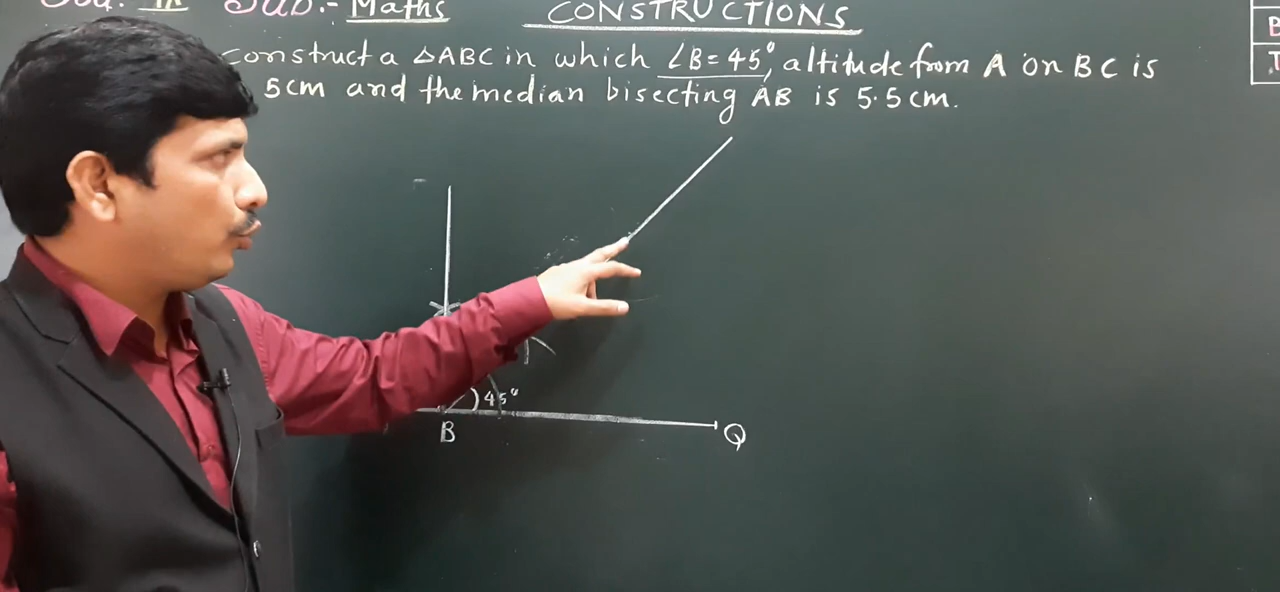 Sub:- Maths
CONSTRUCTIONS
construct a △ABC in which ∠B = 45°, altitude from A on BC is
5cm and the median bisecting AB is 5.5cm.
45°
B
Q
B
T